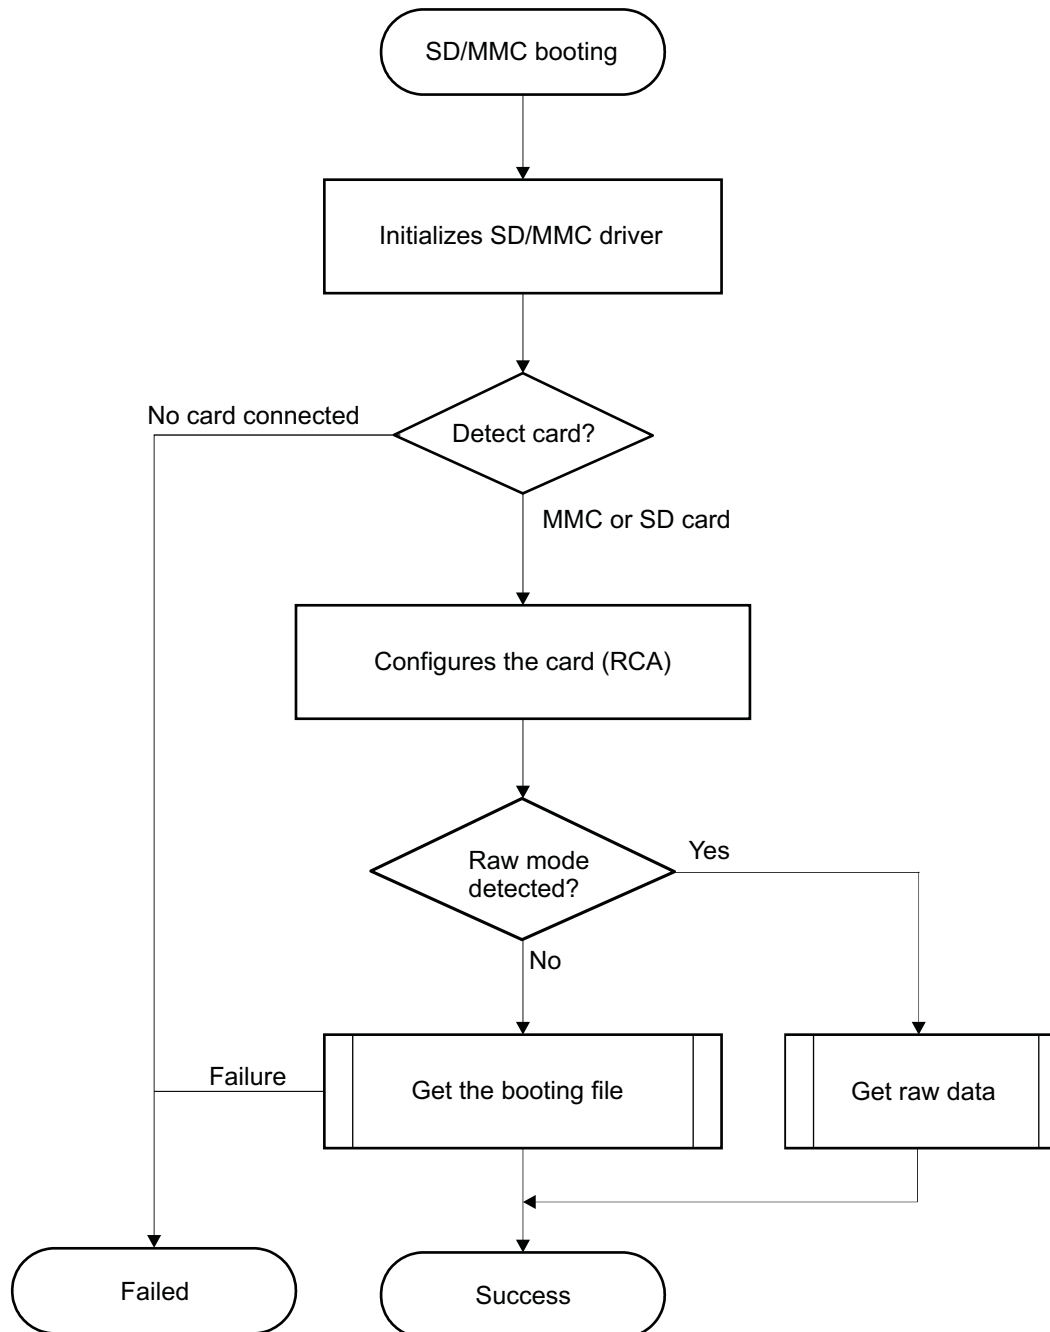 SD/MMC booting
Initializes SD/MMC driver
No card connected
Detect card?
MMC or SD card
Configures the card (RCA)
Raw mode
detected?
Yes
No
Failure
Get the booting file
Get raw data
Failed
Success